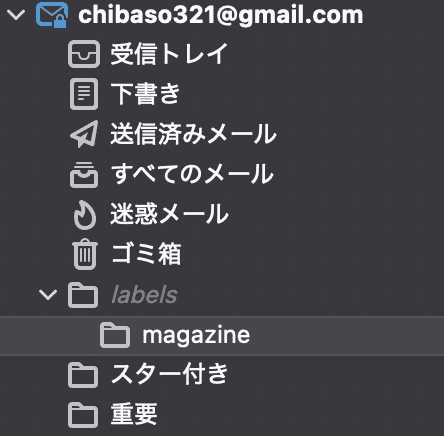 chibaso321@gmail.com
受信トレイ
下書き
送信済みメール
すべてのメール
迷惑メール
ゴミ箱
labels
magazine
スター付き
重要